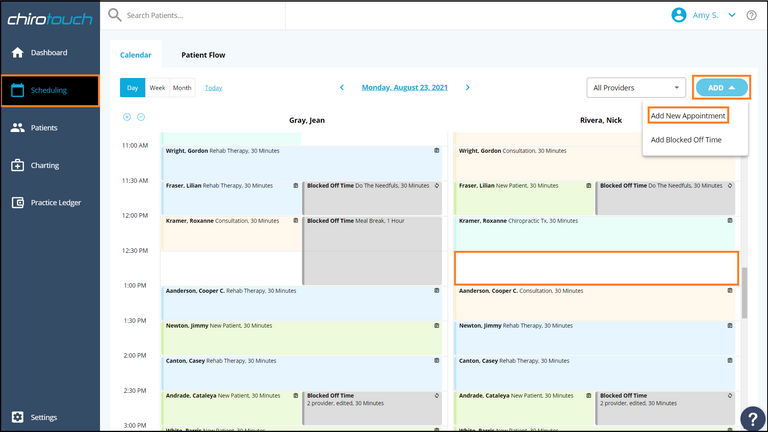 chirotouch
Search Patients...
Amy S.
Dashboard
Scheduling
Patients
Charting
Practice Ledger
Settings
Calendar
Patient Flow
Day
Week
Month
Today
Monday, August 23, 2021
All Providers
ADD
Add New Appointment
Add Blocked Off Time
Gray, Jean
Rivera, Nick
11:00 AM
Wright, Gordon Rehab Therapy, 30 Minutes
Wright, Gordon Consultation, 30 Minutes
11:30 AM
Fraser, Lilian Rehab Therapy, 30 Minutes
Blocked Off Time Do The Needfuls, 30 Minutes
Fraser, Lilian New Patient, 30 Minutes
Blocked Off Time Do The Needfuls, 30 Minutes
12:00 PM
Kramer, Roxanne Consultation, 30 Minutes
Blocked Off Time Meal Break, 1 Hour
Kramer, Roxanne Chiropractic Tx, 30 Minutes
12:30 PM
1:00 PM
Aanderson, Cooper C. Rehab Therapy, 30 Minutes
Aanderson, Cooper C. Consultation, 30 Minutes
1:30 PM
Newton, Jimmy New Patient, 30 Minutes
Newton, Jimmy Rehab Therapy, 30 Minutes
2:00 PM
Canton, Casey Rehab Therapy, 30 Minutes
Canton, Casey Rehab Therapy, 30 Minutes
2:30 PM
Andrade, Cataleya New Patient, 30 Minutes
Blocked Off Time
2 provider, edited, 30 Minutes
Andrade, Cataleya New Patient, 30 Minutes
Blocked Off Time
2 provider, edited, 30 Minutes
3:00 PM
?